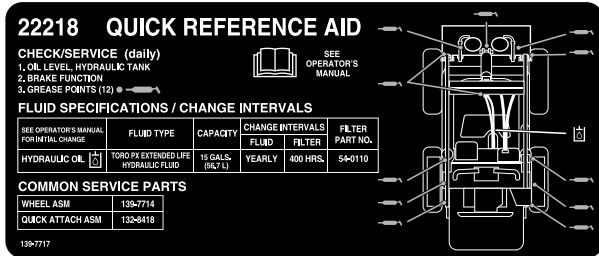 22218 QUICK REFERENCE AID
CHECK/SERVICE (daily)
1. OIL LEVEL, HYDRAULIC TANK
2. BRAKE FUNCTION
3. GREASE POINTS (12)
SEE
OPERATOR'S
MANUAL
FLUID SPECIFICATIONS / CHANGE INTERVALS
SEE OPERATOR'S MANUAL
FOR INITIAL CHANGE
FLUID TYPE
CAPACITY
CHANGE INTERVALS
FLUID
FILTER
FILTER
PART NO.
HYDRAULIC OIL
TORO PX EXTENDED LIFE
HYDRAULIC FLUID
15 GALS.
(56.7 L)
YEARLY
400 HRS.
54-0110
COMMON SERVICE PARTS
WHEEL ASM 139-7714
QUICK ATTACH ASM 132-8418
139-7717